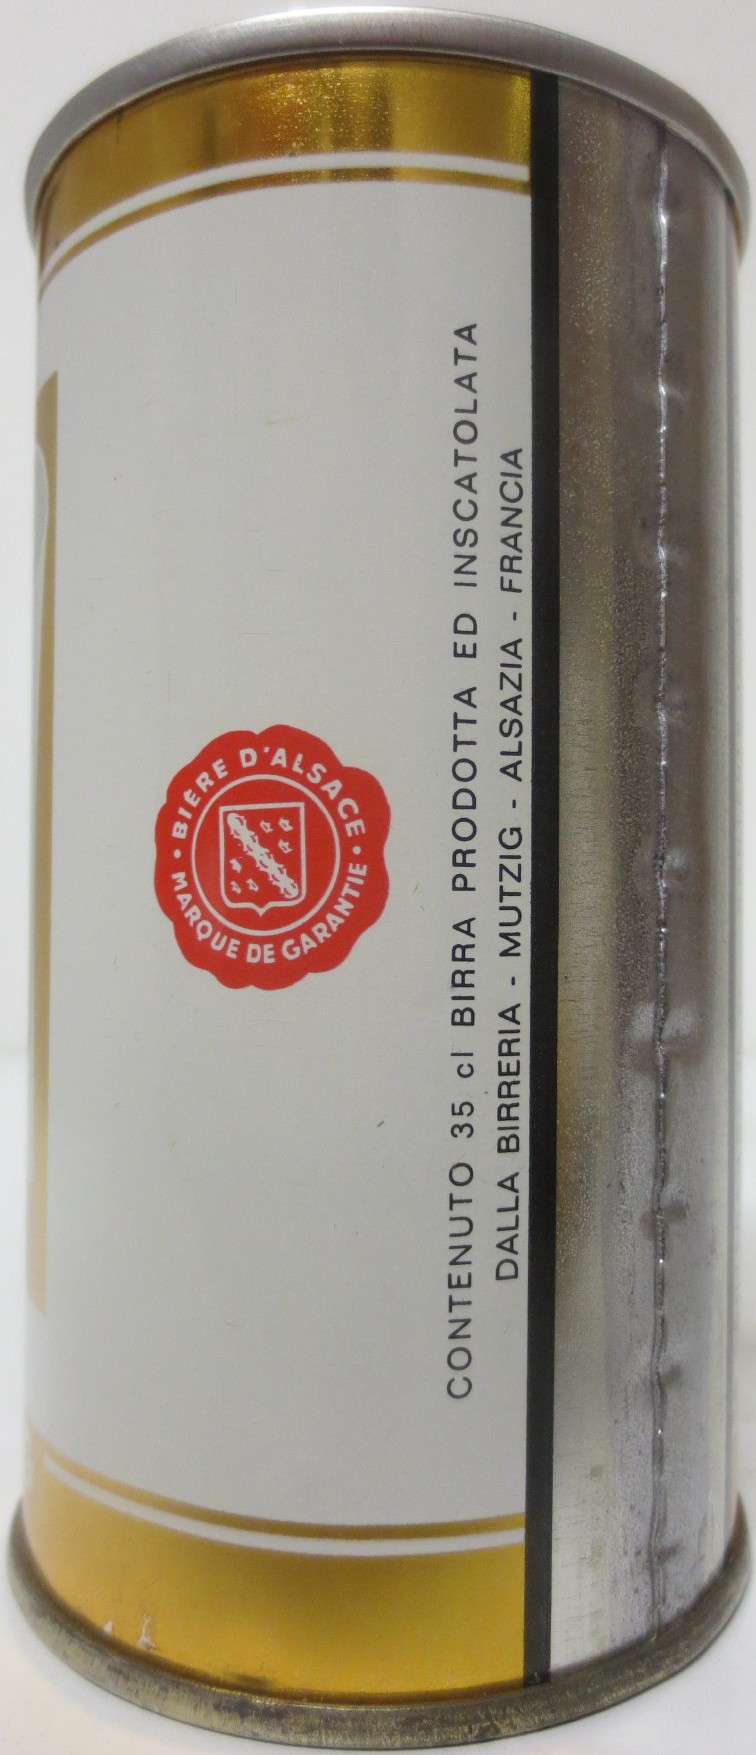 BIÈRE D'ALSACE
• MARQUE DE GARANTIE •
CONTENUTO 35 cl BIRRA PRODOTTA ED INSCATOLATA
DALLA BIRRERIA - MUTZIG - ALSAZIA - FRANCIA